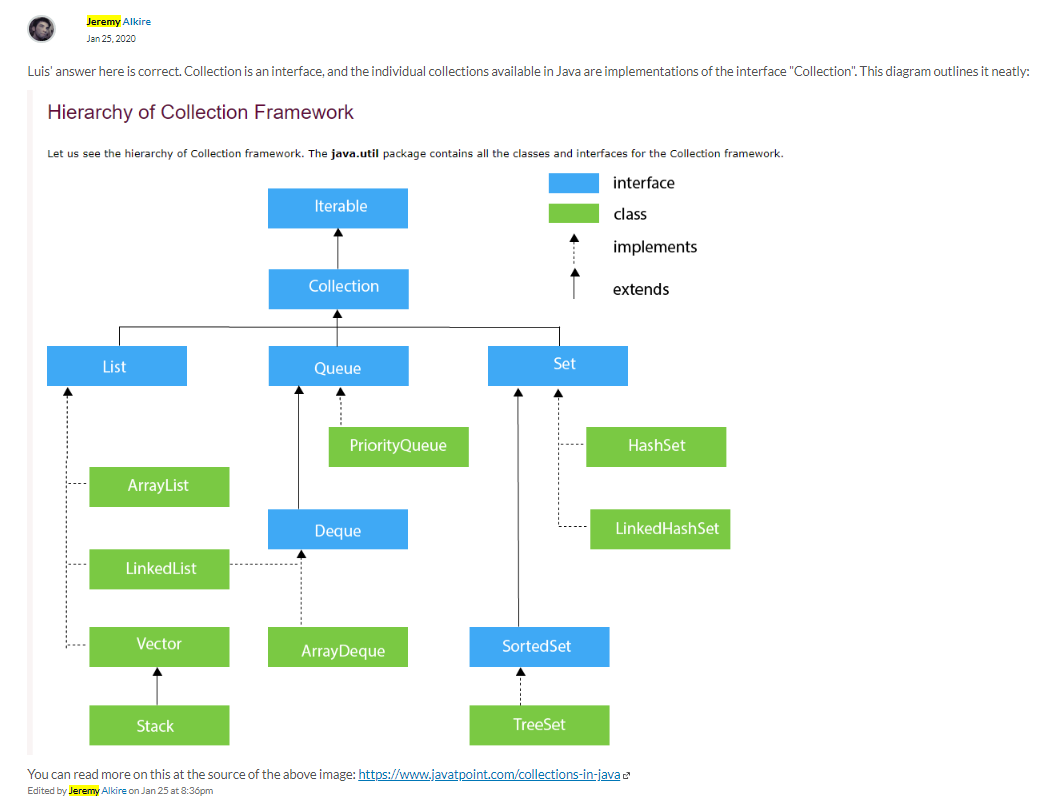 Jeremy Alkire
Jan 25, 2020
Luis' answer here is correct. Collection is an interface, and the individual collections available in Java are implementations of the interface "Collection". This diagram outlines it neatly:
Hierarchy of Collection Framework
Let us see the hierarchy of Collection framework. The java.util package contains all the classes and interfaces for the Collection framework.
interface
class
implements
extends
Iterable
Collection
List
Queue
Set
PriorityQueue
HashSet
ArrayList
Deque
LinkedHashSet
LinkedList
Vector
ArrayDeque
SortedSet
Stack
TreeSet
You can read more on this at the source of the above image: https://www.javatpoint.com/collections-in-java
Edited by Jeremy Alkire on Jan 25 at 8:36pm